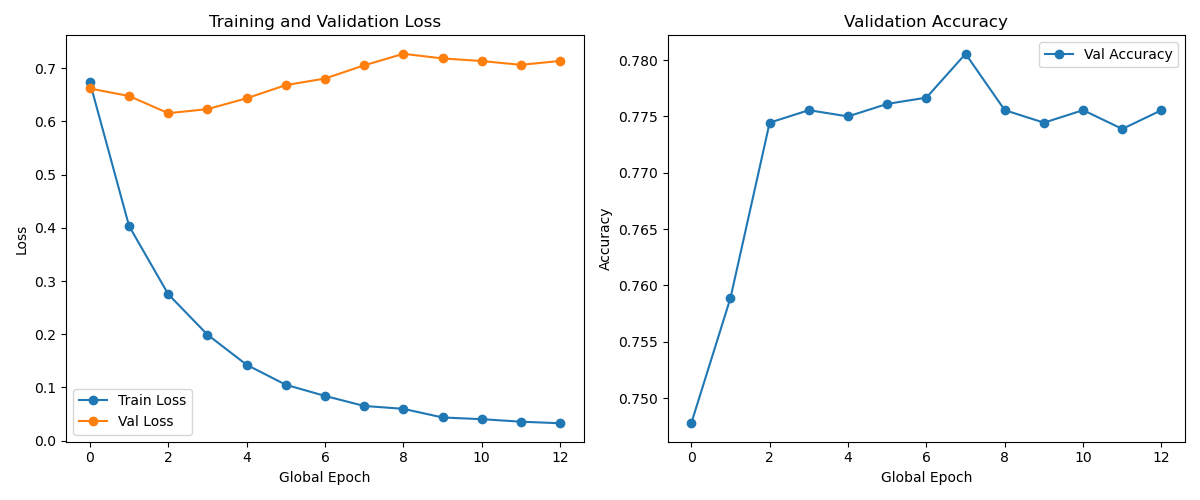 Training and Validation Loss
0.7
0.6
0.5
0.4
0.3
0.2
0.1
0.0
Loss
Train Loss
Val Loss
0 2 4 6 8 10 12
Global Epoch
Validation Accuracy
0.780
0.775
0.770
0.765
0.760
0.755
0.750
Accuracy
Val Accuracy
0 2 4 6 8 10 12
Global Epoch